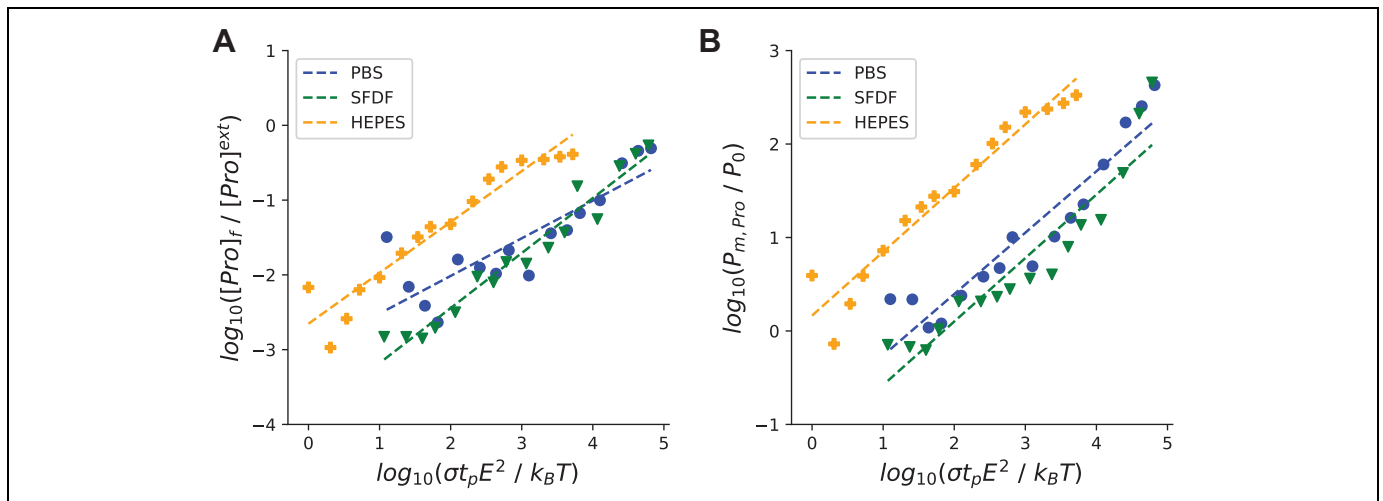 A
log10([Pro]f / [Pro]^ext)
1
0
−1
−2
−3
−4
PBS
SFDF
HEPES
0 1 2 3 4 5
log10(σtpE² / kBT)
B
log10(Pm,Pro / P0)
3
2
1
0
−1
PBS
SFDF
HEPES
0 1 2 3 4 5
log10(σtpE² / kBT)